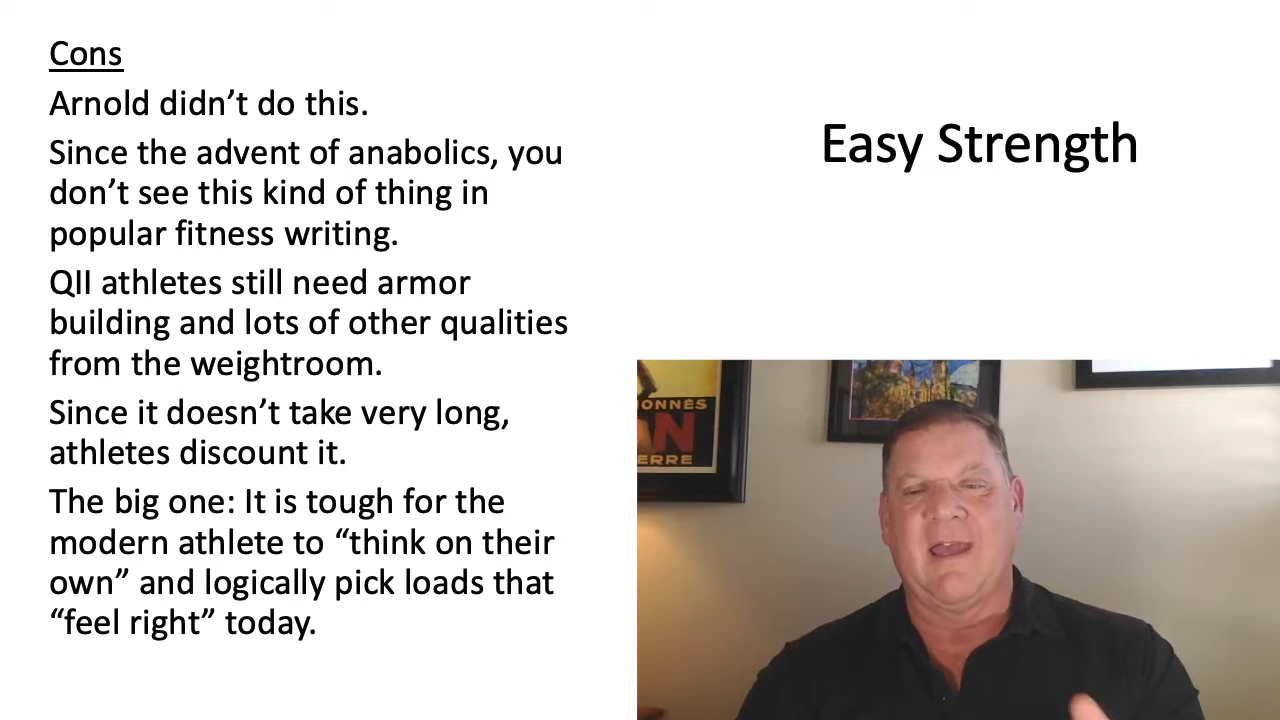 Cons
Arnold didn’t do this.
Since the advent of anabolics, you
don’t see this kind of thing in
popular fitness writing.
QII athletes still need armor
building and lots of other qualities
from the weightroom.
Since it doesn’t take very long,
athletes discount it.
The big one: It is tough for the
modern athlete to “think on their
own” and logically pick loads that
“feel right” today.
Easy Strength
IONNÈS
AN
ERRE